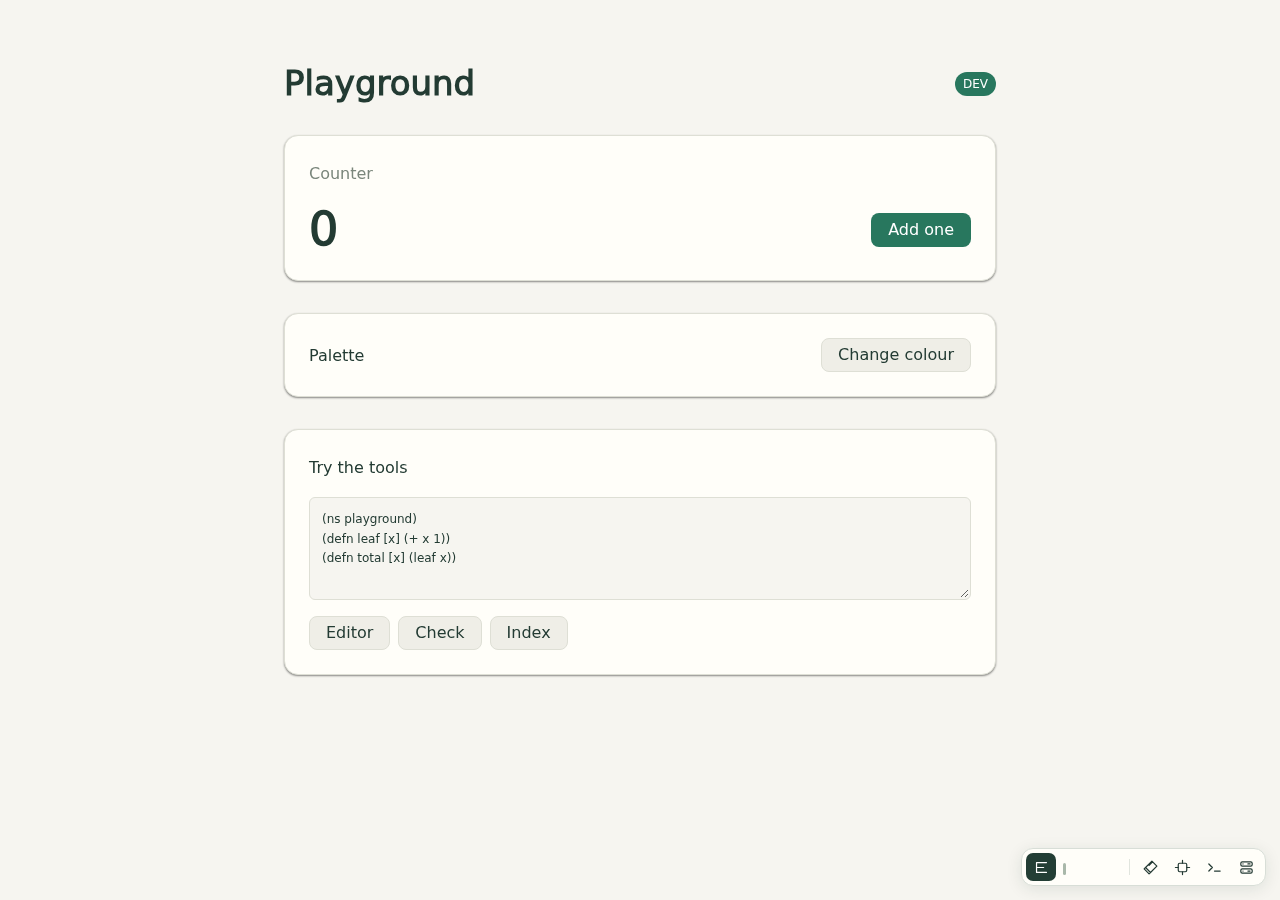 Playground
DEV
Counter
0
Add one
Palette
Change colour
Try the tools
(ns playground)
(defn leaf [x] (+ x 1))
(defn total [x] (leaf x))
Editor
Check
Index